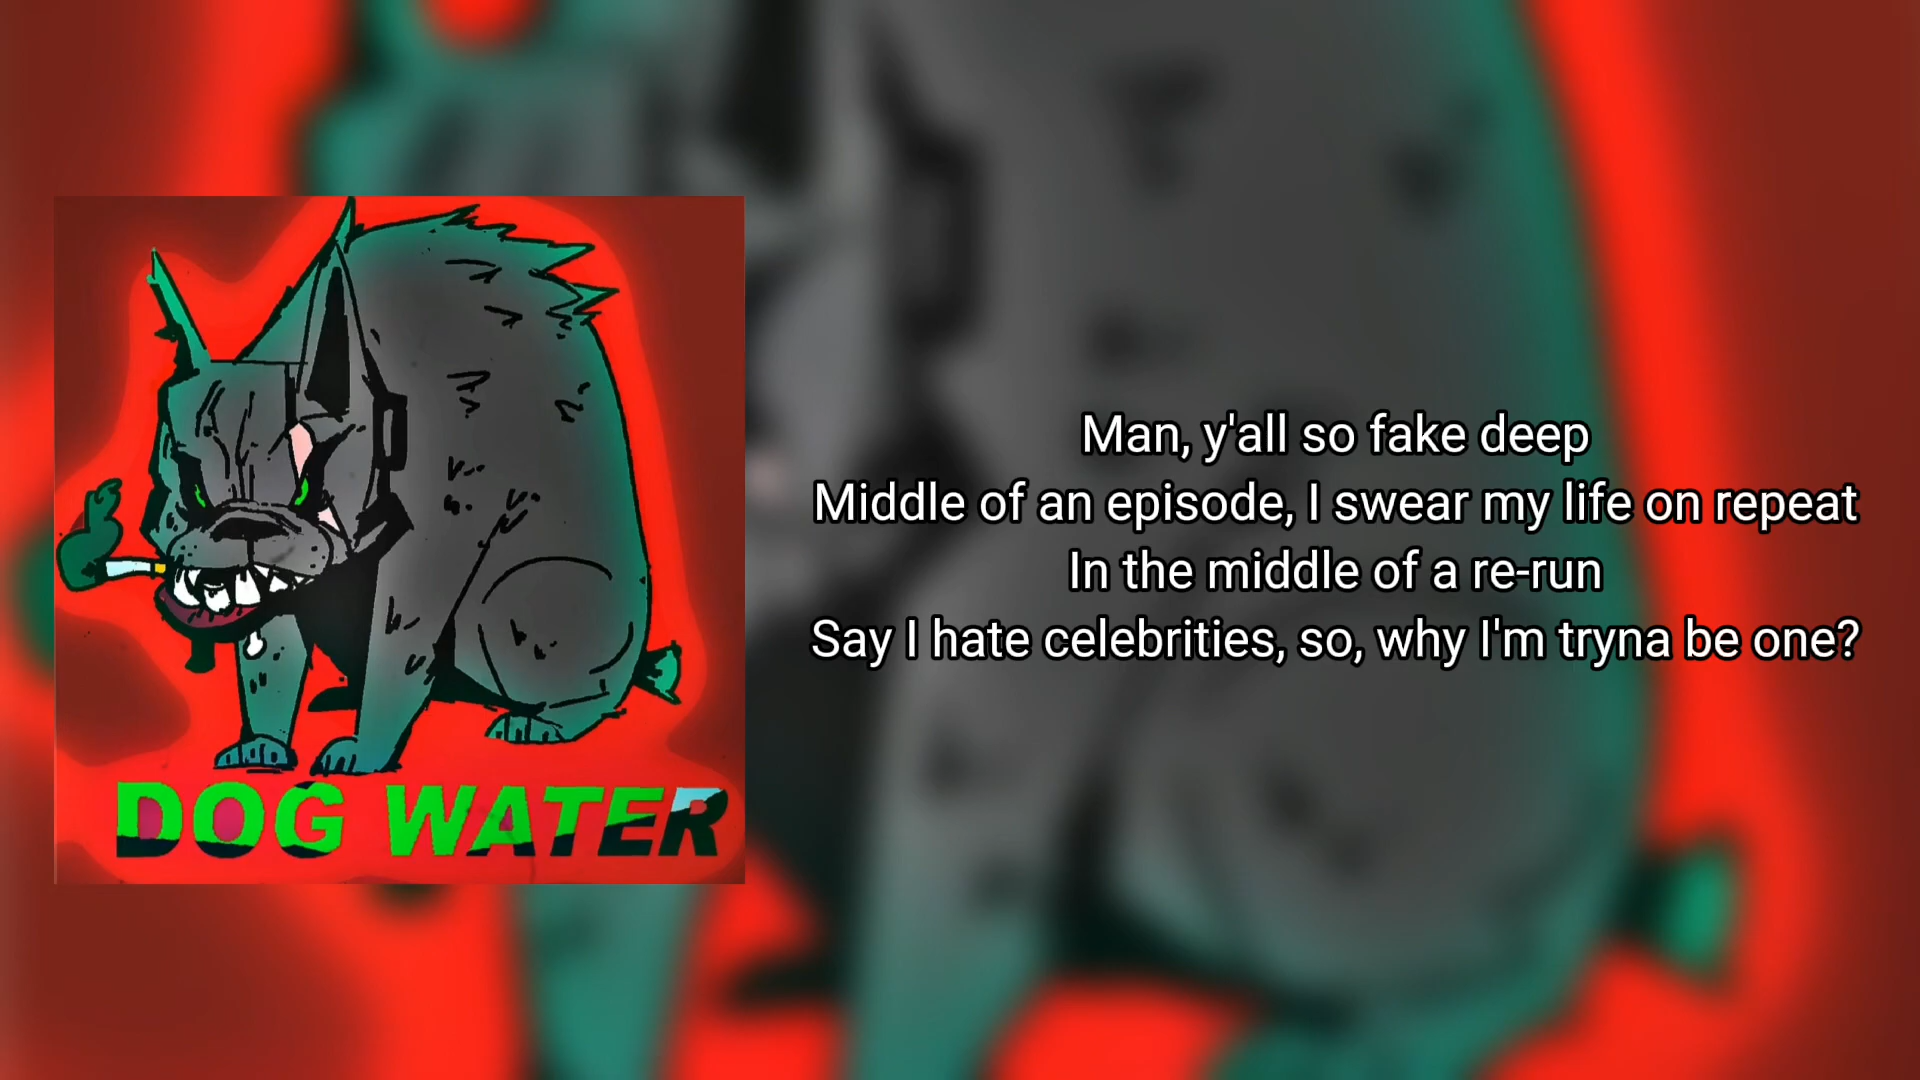 DOG WATER
Man, y'all so fake deep
Middle of an episode, I swear my life on repeat
In the middle of a re-run
Say I hate celebrities, so, why I'm tryna be one?